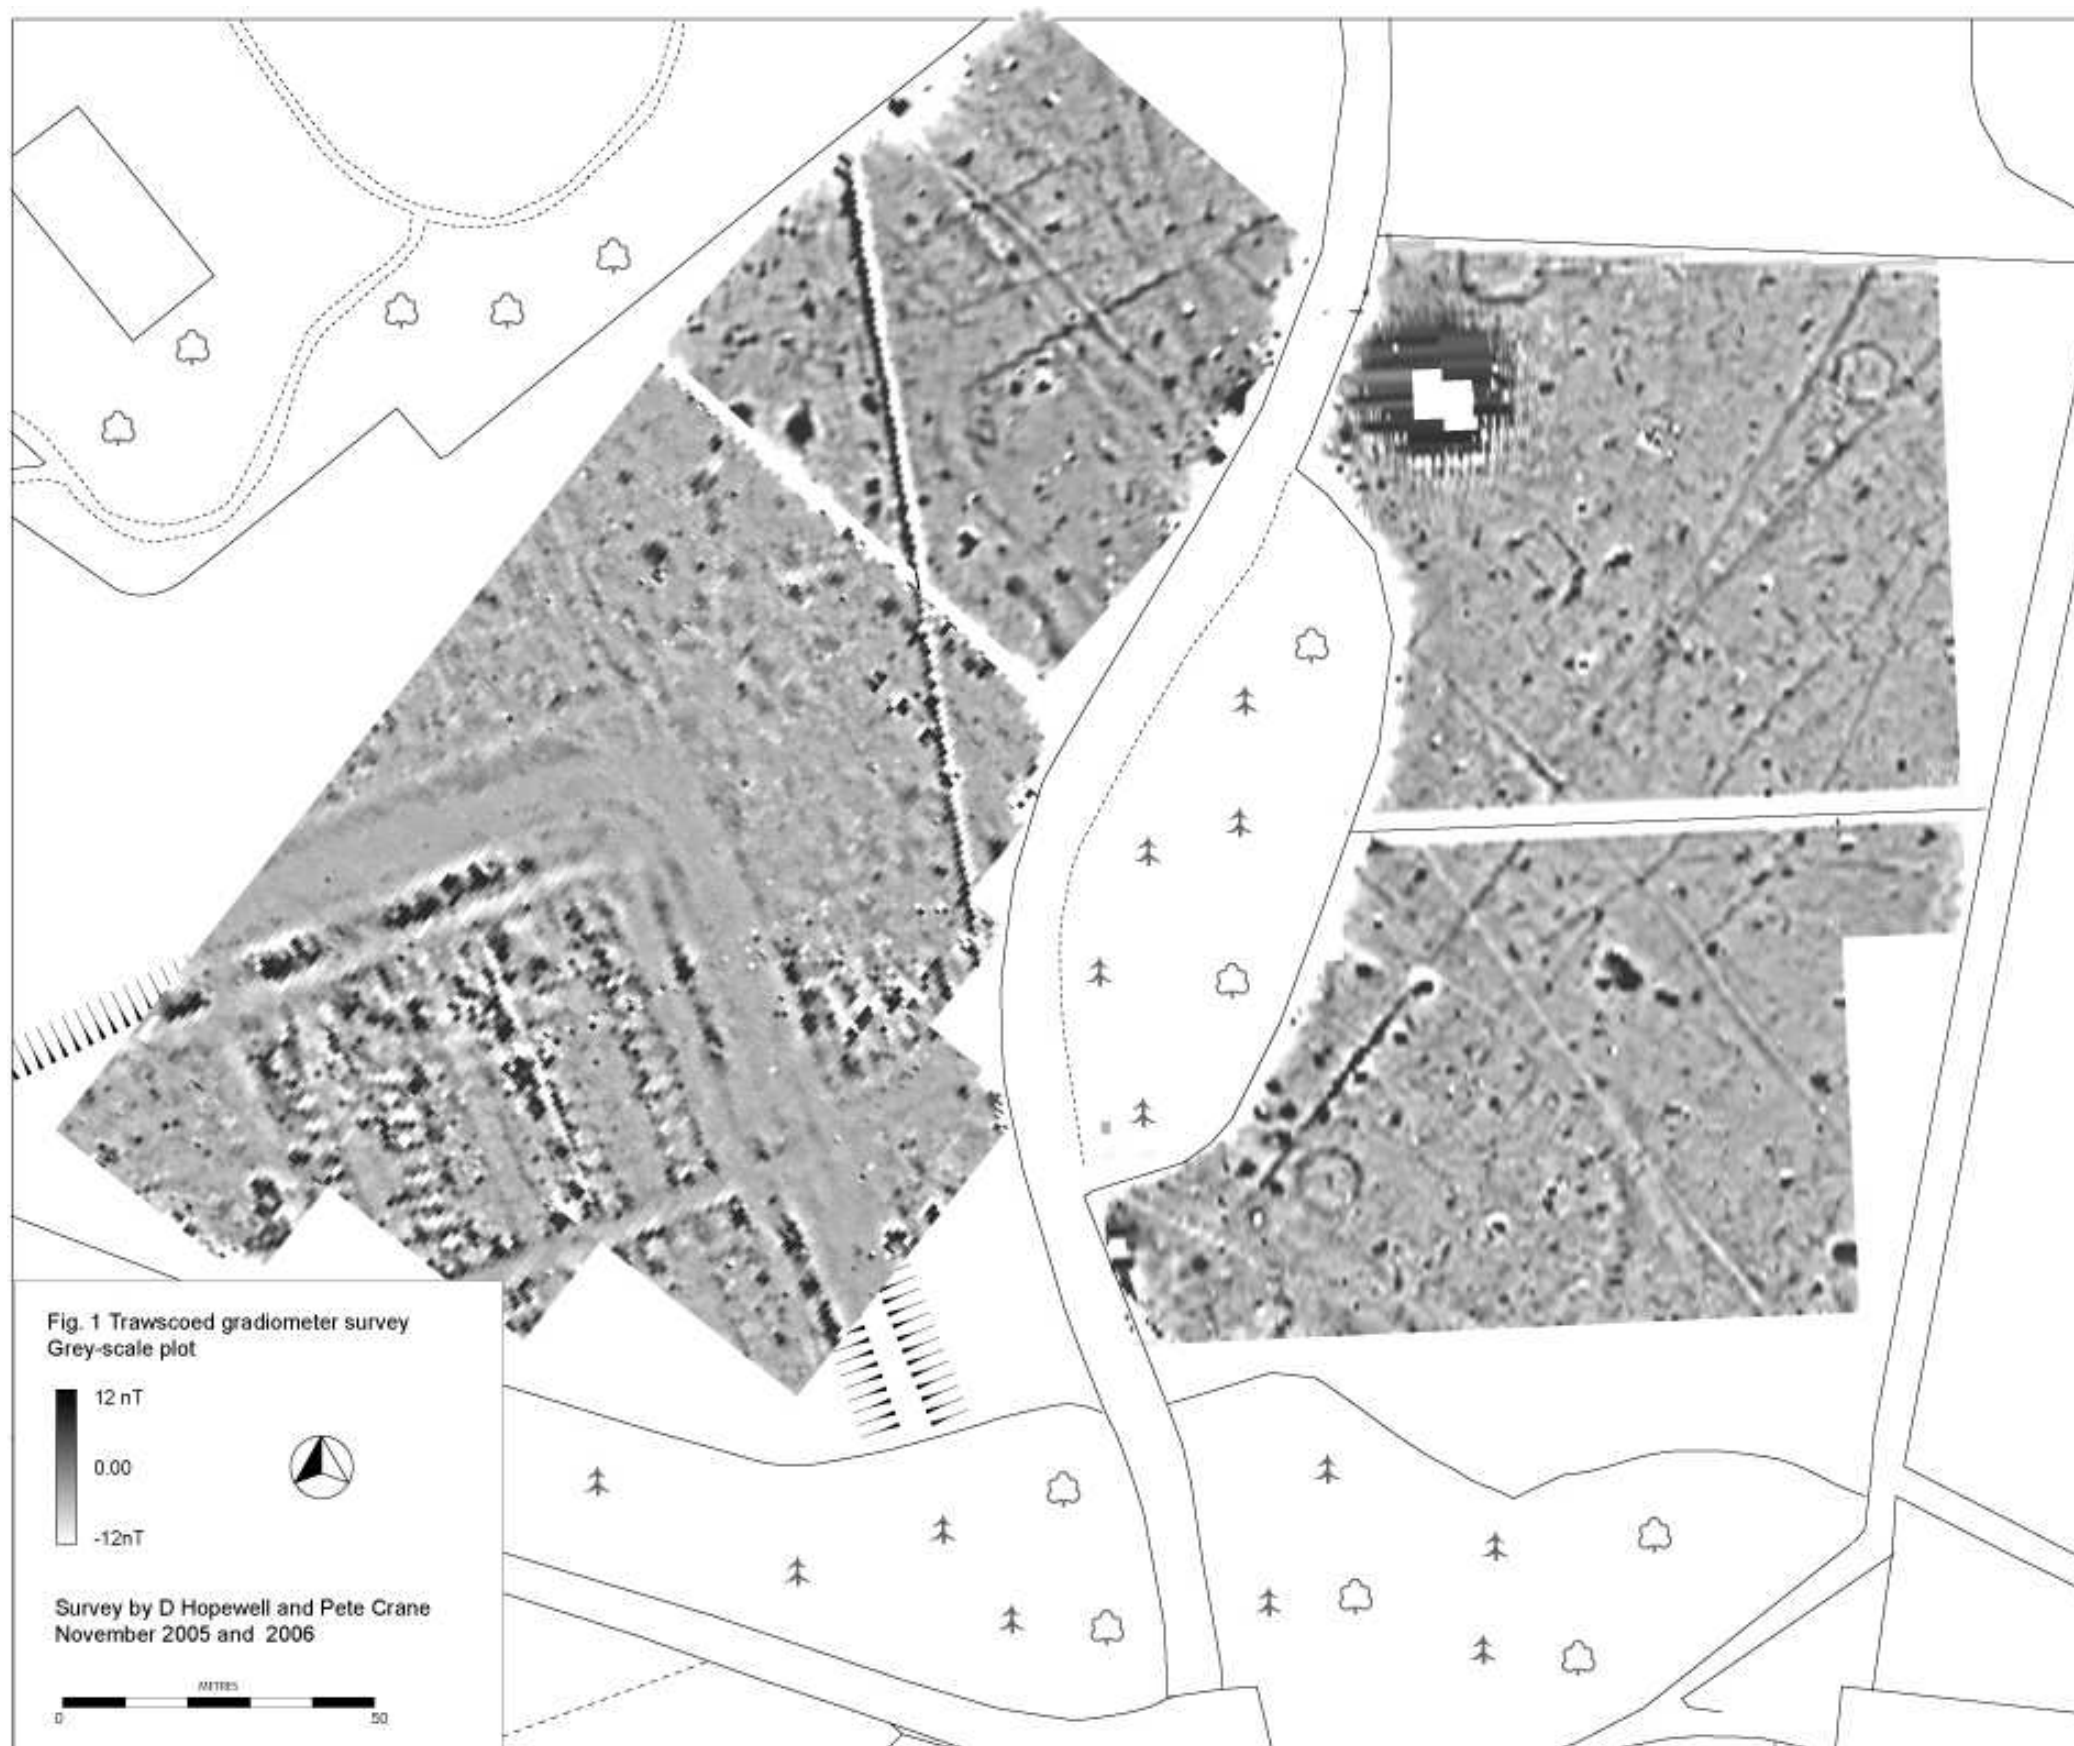 Fig. 1 Trawscoed gradiometer survey
Grey-scale plot
12 nT
0.00
-12nT
Survey by D Hopewell and Pete Crane
November 2005 and 2006
METRES
0 50